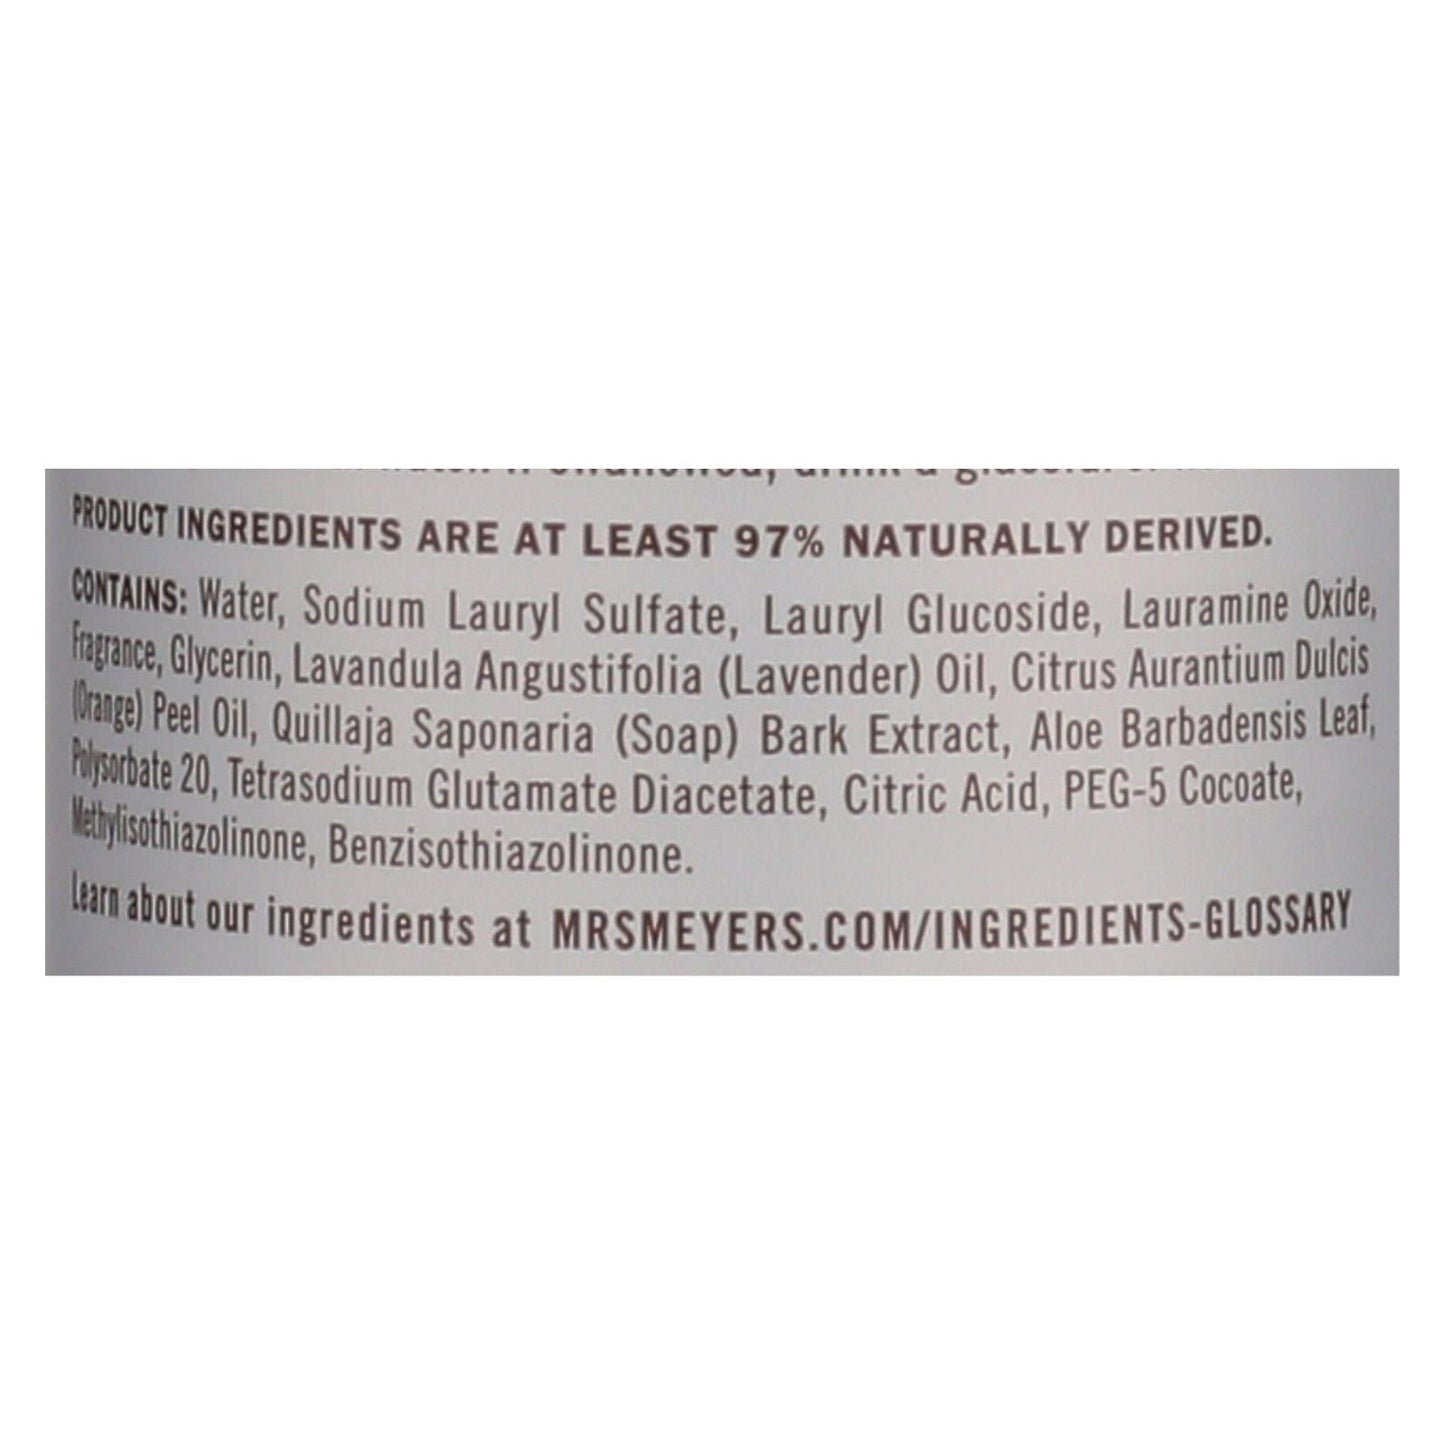 swallowed, drink a
PRODUCT INGREDIENTS ARE AT LEAST 97% NATURALLY DERIVED.
CONTAINS: Water, Sodium Lauryl Sulfate, Lauryl Glucoside, Lauramine Oxide,
Fragrance, Glycerin, Lavandula Angustifolia (Lavender) Oil, Citrus Aurantium Dulcis
(Orange) Peel Oil, Quillaja Saponaria (Soap) Bark Extract, Aloe Barbadensis Leaf,
Polysorbate 20, Tetrasodium Glutamate Diacetate, Citric Acid, PEG-5 Cocoate,
Methylisothiazolinone, Benzisothiazolinone.
Learn about our ingredients at MRSMEYERS.COM/INGREDIENTS-GLOSSARY